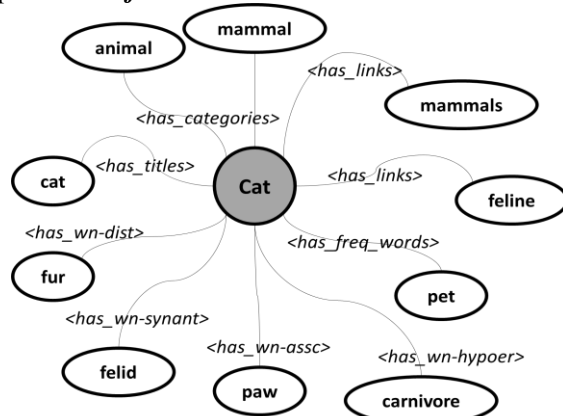 mammal
animal
<has_links>
mammals
<has_categories>
cat
<has_titles>
Cat
<has_links>
feline
<has_wn-dist>
<has_freq_words>
fur
pet
<has_wn-synant>
<has_wn-assc>
<has_wn-hypoer>
felid
paw
carnivore